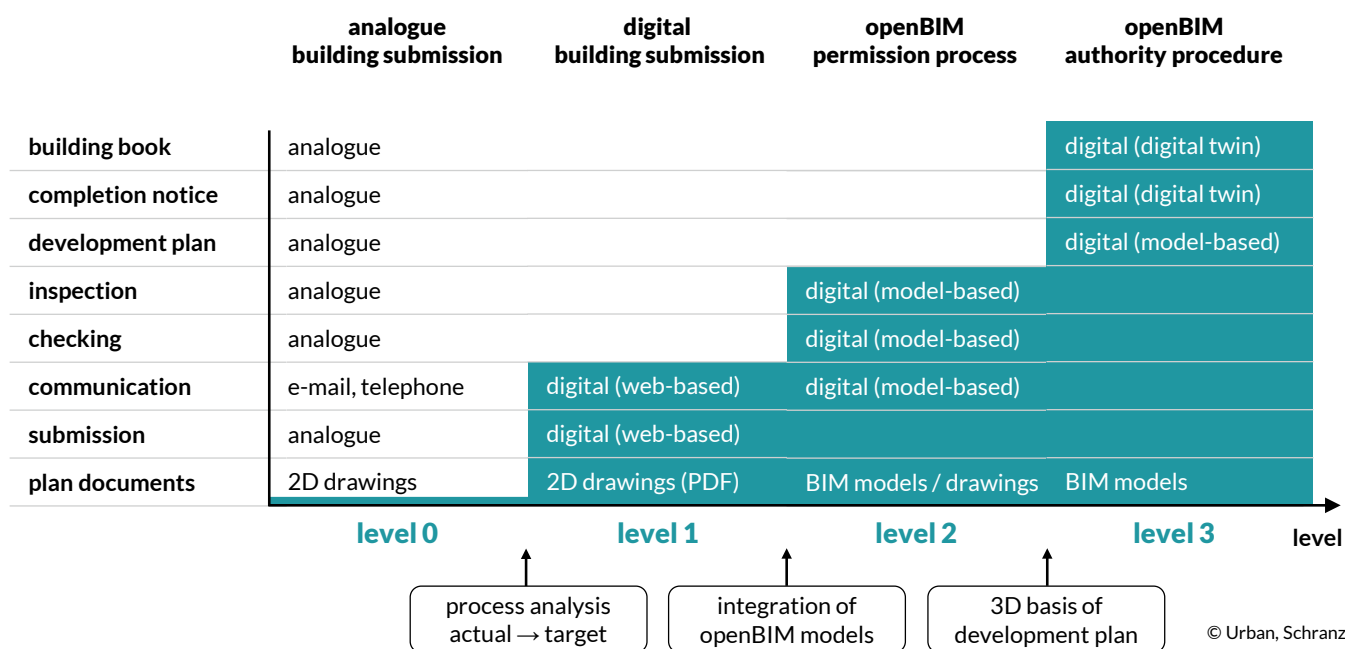 analogue
building submission
digital
building submission
openBIM
permission process
openBIM
authority procedure
building book
analogue
digital (digital twin)
completion notice
analogue
digital (digital twin)
development plan
analogue
digital (model-based)
inspection
analogue
digital (model-based)
checking
analogue
digital (model-based)
communication
e-mail, telephone
digital (web-based)
digital (model-based)
submission
analogue
digital (web-based)
plan documents
2D drawings
2D drawings (PDF)
BIM models / drawings
BIM models
level 0
level 1
level 2
level 3
level
process analysis
actual → target
integration of
openBIM models
3D basis of
development plan
© Urban, Schranz